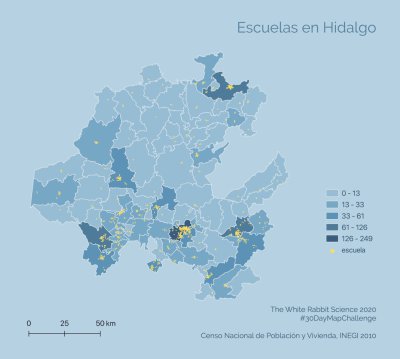 Escuelas en Hidalgo
0 - 13
13 - 33
33 - 61
61 - 126
126 - 249
escuela
The White Rabbit Science 2020
#30DayMapChallenge
0 25 50 km
Censo Nacional de Población y Vivienda, INEGI 2010